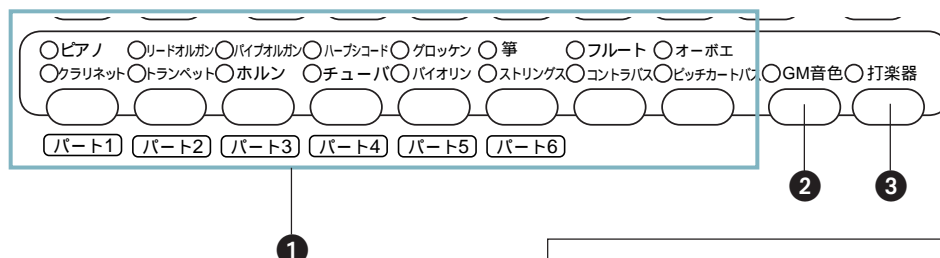 ピアノ リードオルガン パイプオルガン ハープシコード グロッケン 箏 フルート オーボエ
クラリネット トランペット ホルン チューバ バイオリン ストリングス コントラバス ピッチカートバス GM音色 打楽器
パート1 パート2 パート3 パート4 パート5 パート6
2 3
1